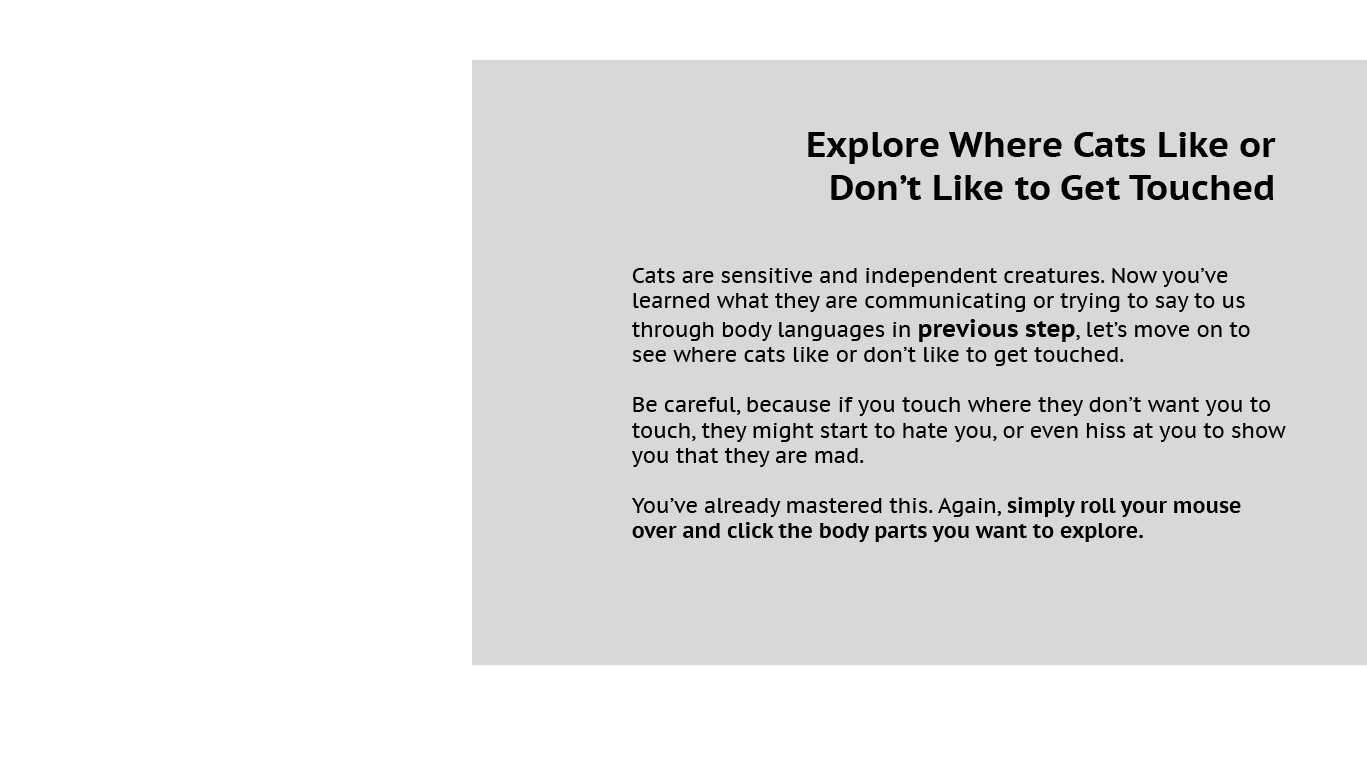 Explore Where Cats Like or
Don’t Like to Get Touched
Cats are sensitive and independent creatures. Now you’ve
learned what they are communicating or trying to say to us
through body languages in previous step, let’s move on to
see where cats like or don’t like to get touched.
Be careful, because if you touch where they don’t want you to
touch, they might start to hate you, or even hiss at you to show
you that they are mad.
You’ve already mastered this. Again, simply roll your mouse
over and click the body parts you want to explore.